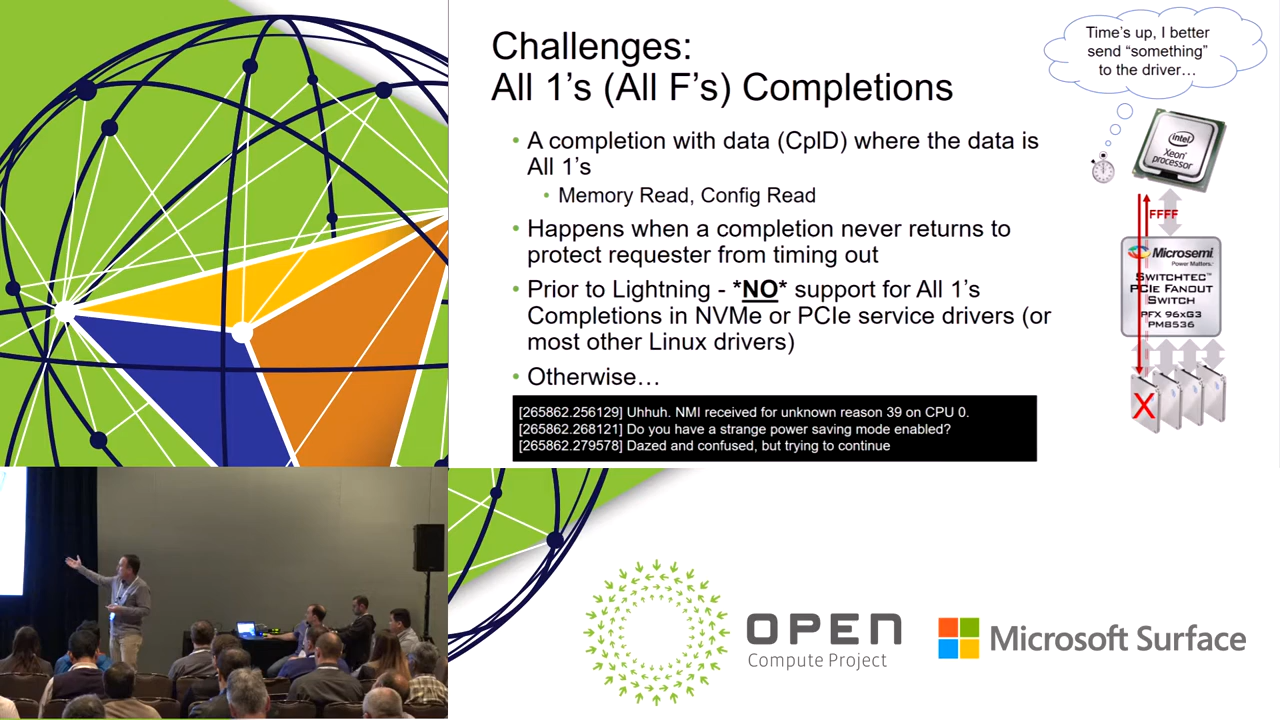 Challenges:
All 1's (All F's) Completions
• A completion with data (CplD) where the data is
All 1's
• Memory Read, Config Read
• Happens when a completion never returns to
protect requester from timing out
• Prior to Lightning - *NO* support for All 1's
Completions in NVMe or PCIe service drivers (or
most other Linux drivers)
• Otherwise…
[265862.256129] Uhhuh. NMI received for unknown reason 39 on CPU 0.
[265862.268121] Do you have a strange power saving mode enabled?
[265862.279578] Dazed and confused, but trying to continue
Time's up, I better
send “something”
to the driver…
intel
Xeon
processor
FFFF
Microsemi
Power Matters.
SWITCHTEC™
PCIE FANOUT
SWITCH
PFX 96XG3
PM8536
X
OPEN
Compute Project
Microsoft Surface